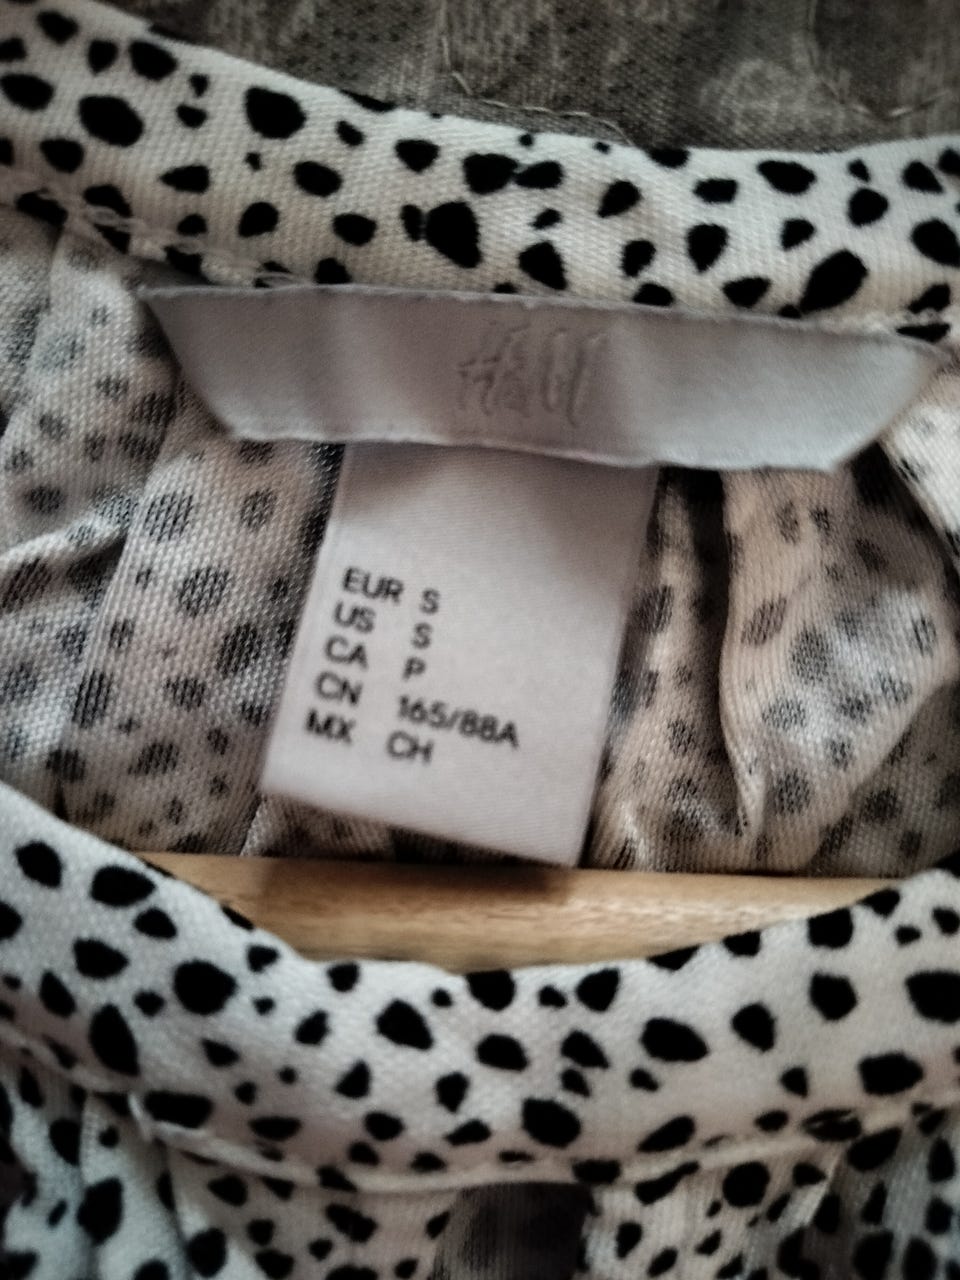 H&M
EUR S
US S
CA P
CN 165/88A
MX CH